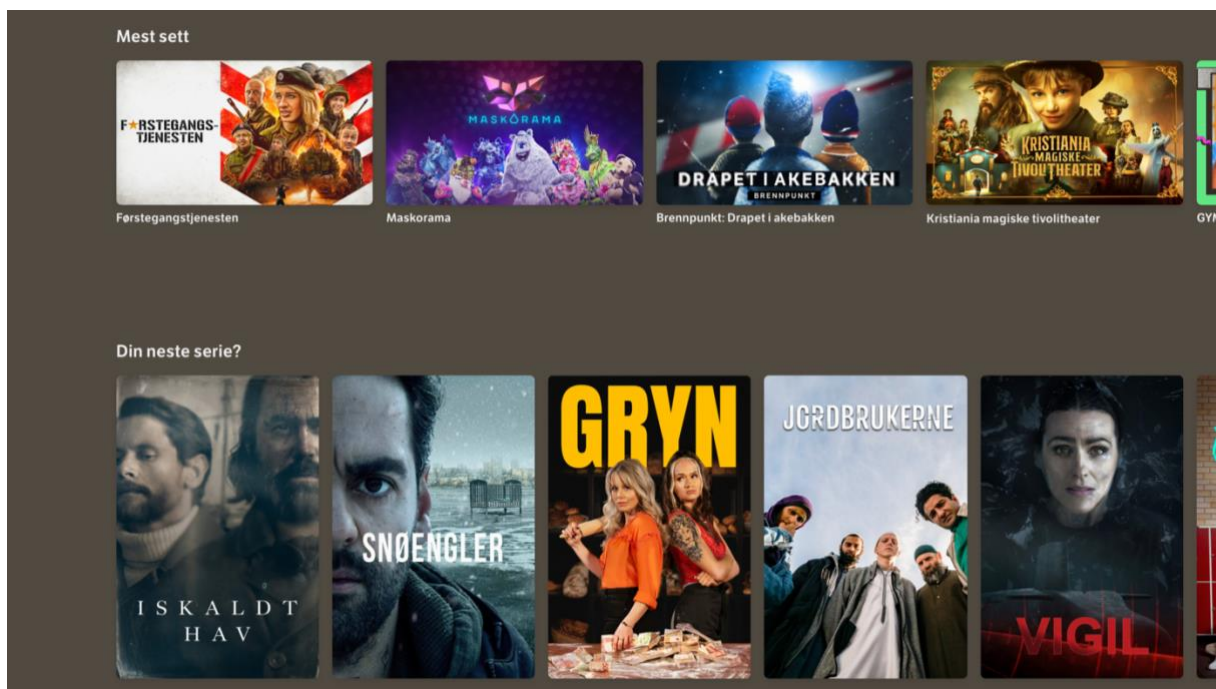 Mest sett
F★RSTEGANGS-
TJENESTEN
MASKORAMA
DRAPET I AKEBAKKEN
BRENNPUNKT
KRISTIANIA
MAGISKE
TIVOLITHEATER
Førstegangstjenesten
Maskorama
Brennpunkt: Drapet i akebakken
Kristiania magiske tivolitheater
Din neste serie?
ISKALDT
HAV
SNØENGLER
GRYN
JORDBRUKERNE
VIGIL